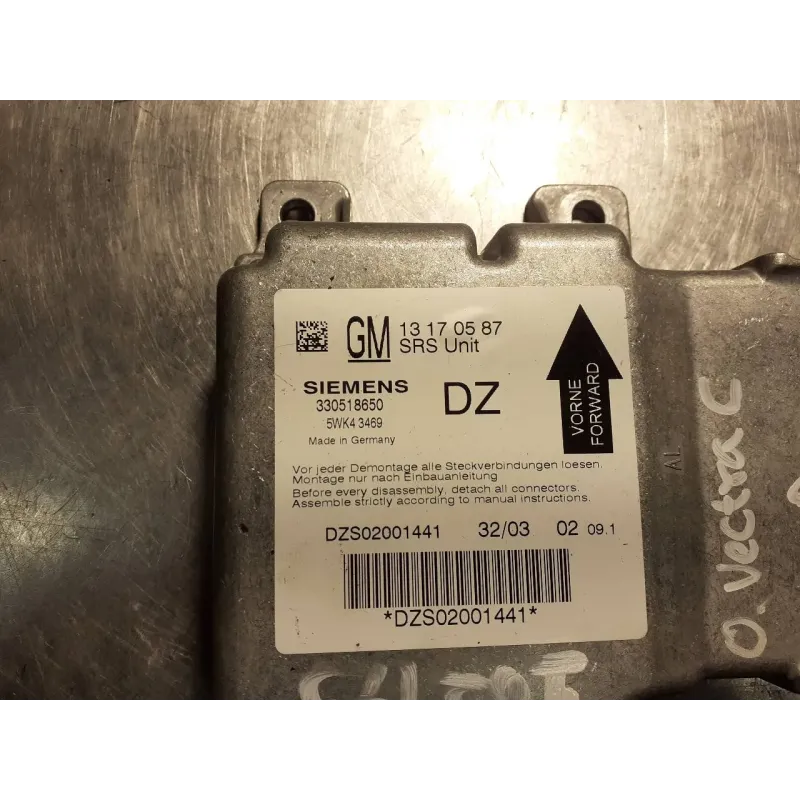 GM 13 17 05 87
SRS Unit
SIEMENS
330518650
DZ
5WK4 3469
Made in Germany
VORNE
FORWARD
Vor jeder Demontage alle Steckverbindungen loesen.
Montage nur nach Einbauanleitung
Before every disassembly, detach all connectors.
Assemble strictly according to manual instructions.
DZS02001441 32/03 02 09.1
*DZS02001441*
AL
O. Vectra C